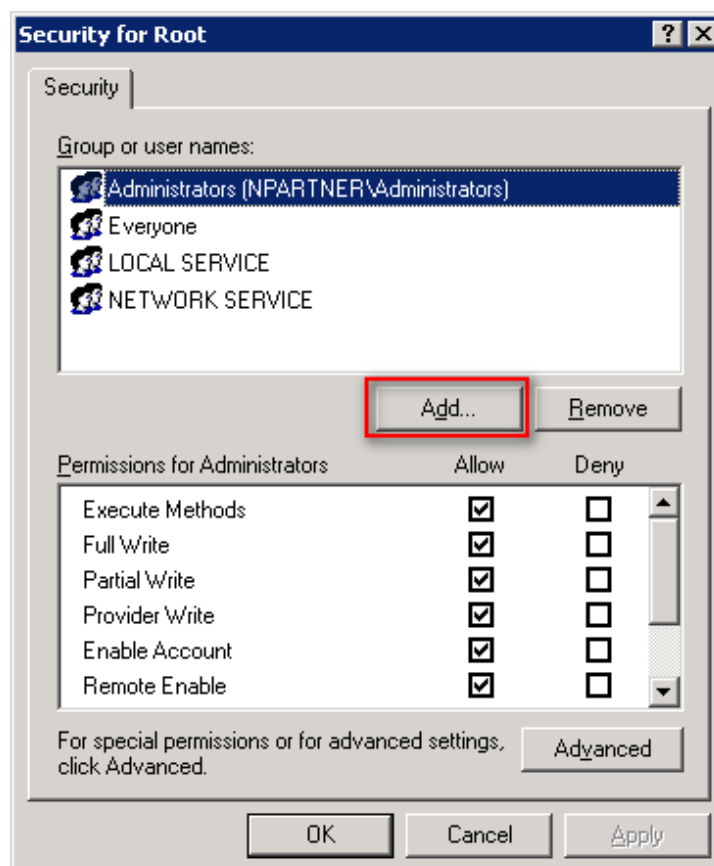 Security for Root
Security
Group or user names:
Administrators (NPARTNER\Administrators)
Everyone
LOCAL SERVICE
NETWORK SERVICE
Add... Remove
Permissions for Administrators Allow Deny
Execute Methods
Full Write
Partial Write
Provider Write
Enable Account
Remote Enable
For special permissions or for advanced settings,
click Advanced.
Advanced
OK Cancel Apply